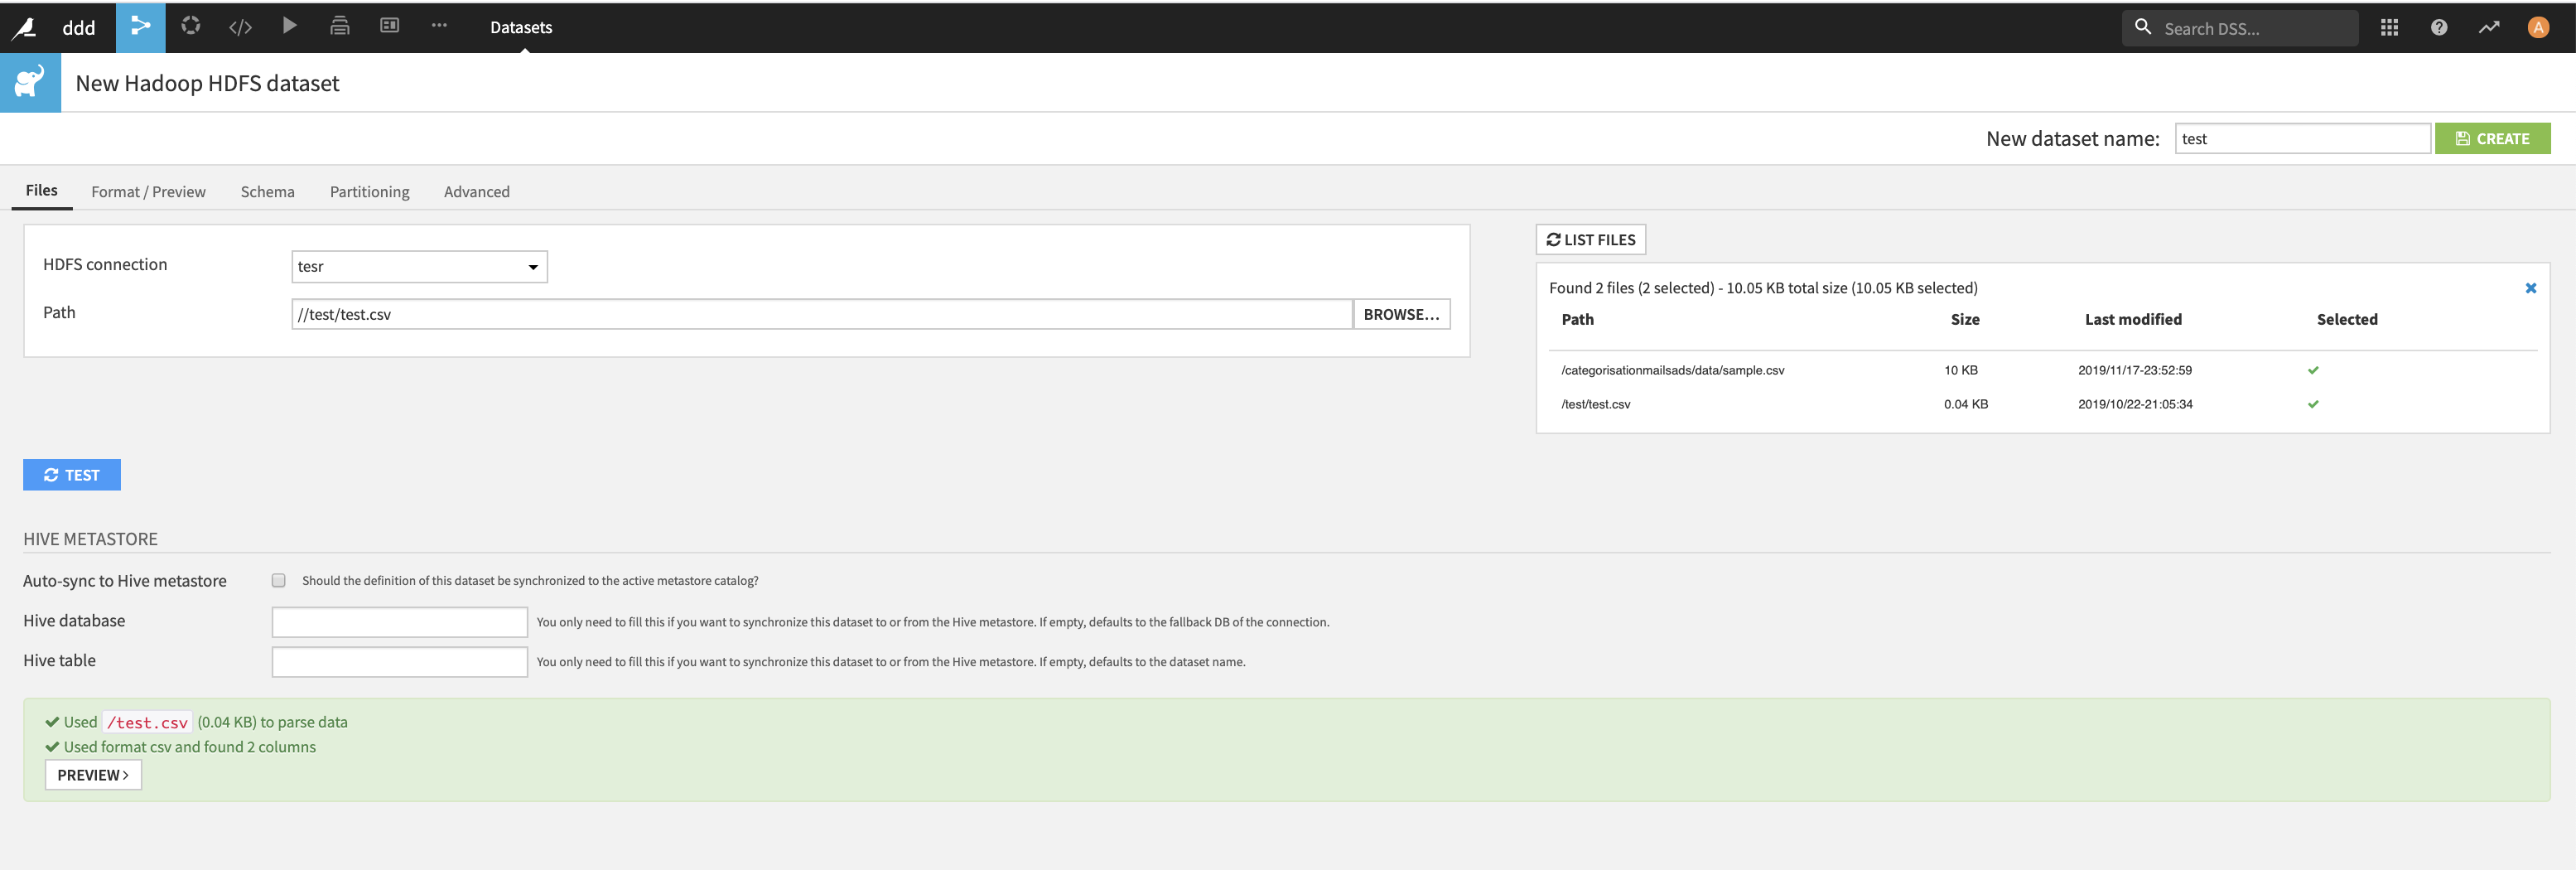 ddd
Datasets
Search DSS...
A
New Hadoop HDFS dataset
New dataset name:
test
CREATE
Files
Format / Preview
Schema
Partitioning
Advanced
HDFS connection
tesr
Path
//test/test.csv
BROWSE...
LIST FILES
Found 2 files (2 selected) - 10.05 KB total size (10.05 KB selected)
Path Size Last modified Selected
/categorisationmailsads/data/sample.csv 10 KB 2019/11/17-23:52:59
/test/test.csv 0.04 KB 2019/10/22-21:05:34
TEST
HIVE METASTORE
Auto-sync to Hive metastore Should the definition of this dataset be synchronized to the active metastore catalog?
Hive database You only need to fill this if you want to synchronize this dataset to or from the Hive metastore. If empty, defaults to the fallback DB of the connection.
Hive table You only need to fill this if you want to synchronize this dataset to or from the Hive metastore. If empty, defaults to the dataset name.
Used /test.csv (0.04 KB) to parse data
Used format csv and found 2 columns
PREVIEW